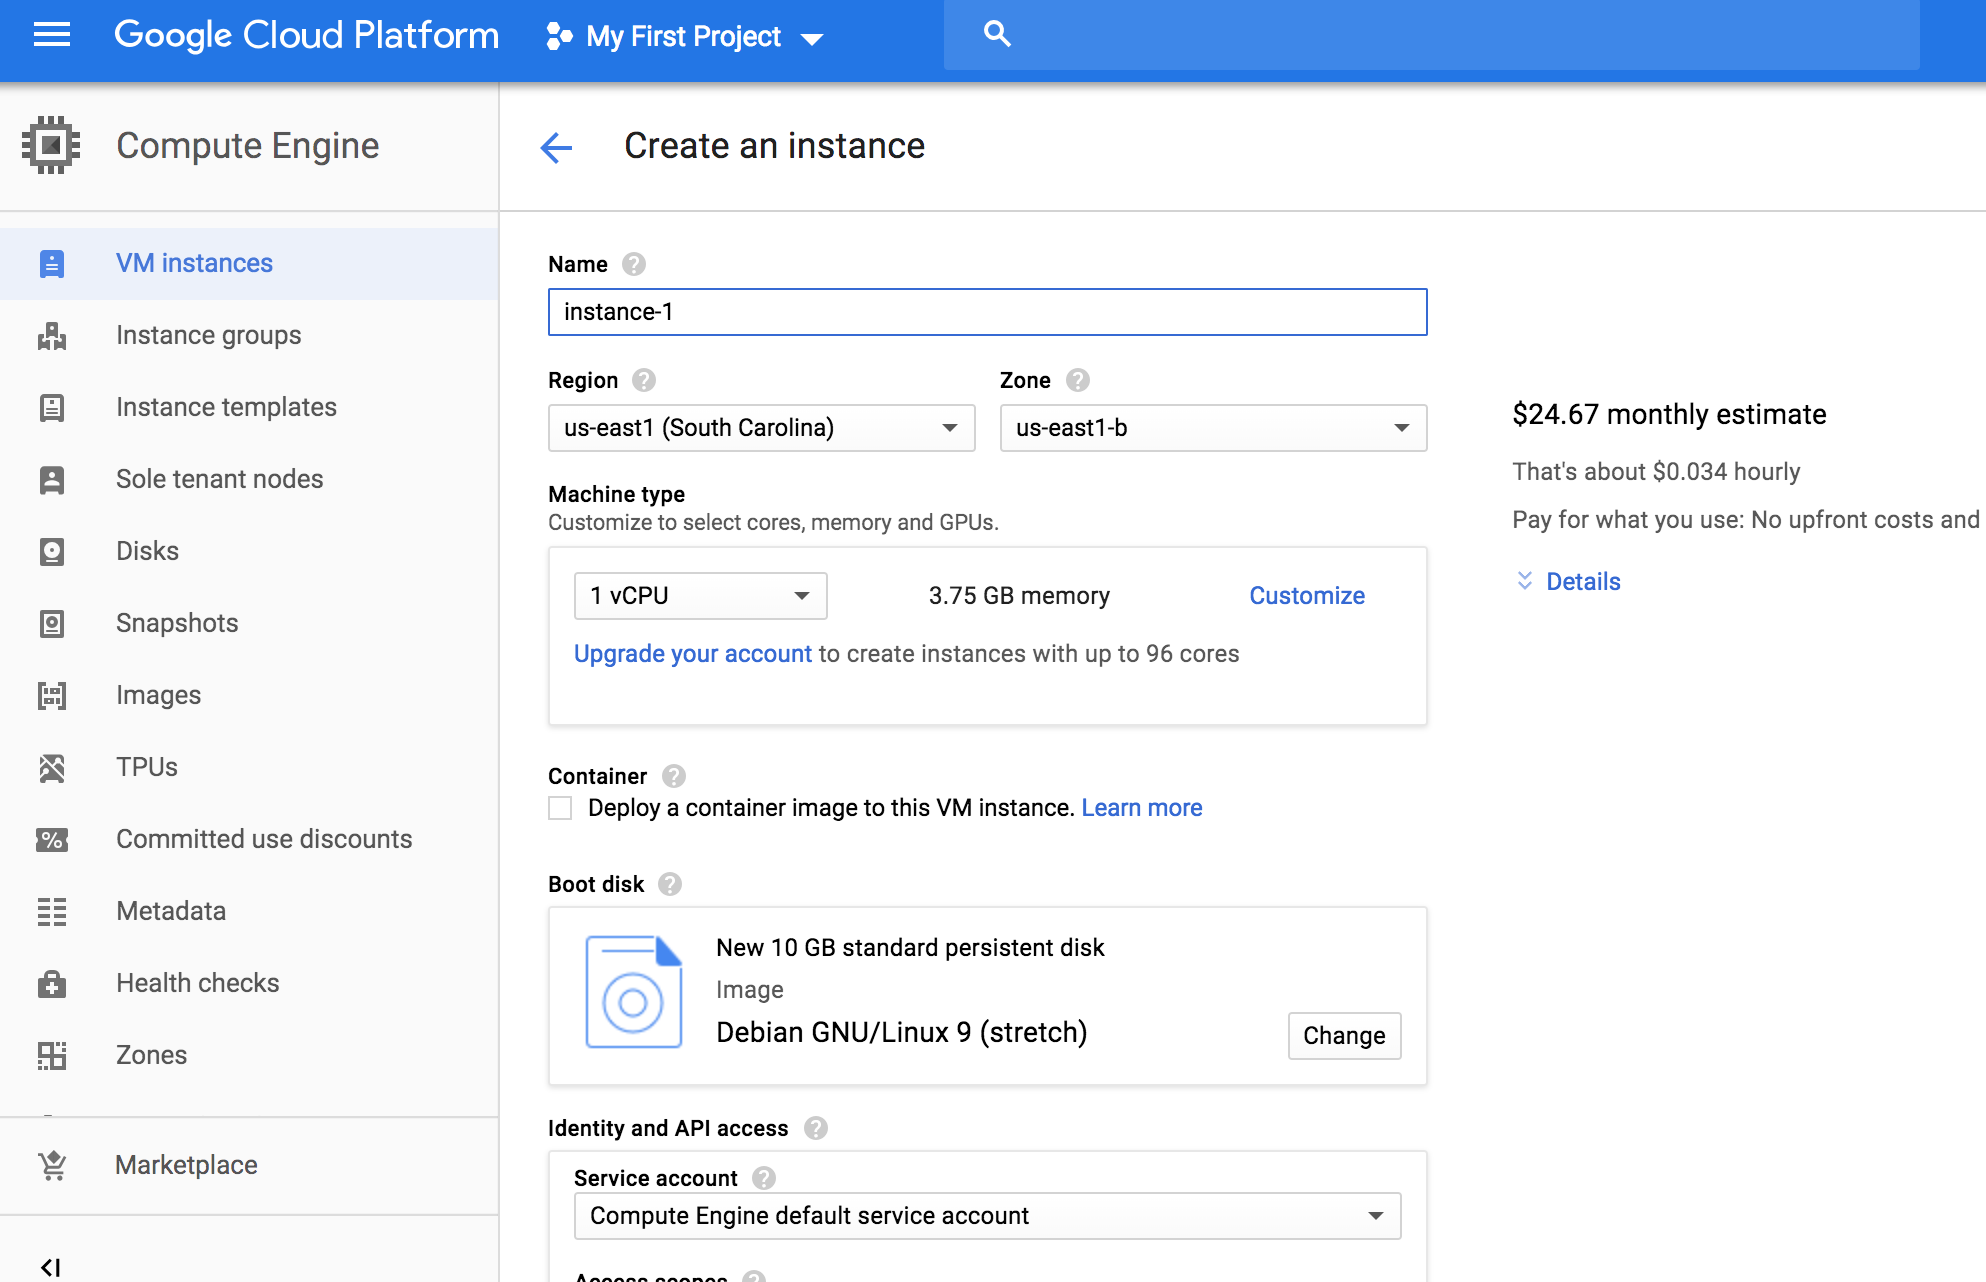 Google Cloud Platform
My First Project
Compute Engine
Create an instance
VM instances
Instance groups
Instance templates
Sole tenant nodes
Disks
Snapshots
Images
TPUs
Committed use discounts
Metadata
Health checks
Zones
Marketplace
Name
instance-1
Region
Zone
us-east1 (South Carolina)
us-east1-b
Machine type
Customize to select cores, memory and GPUs.
1 vCPU
3.75 GB memory
Customize
Upgrade your account to create instances with up to 96 cores
Container
Deploy a container image to this VM instance. Learn more
Boot disk
New 10 GB standard persistent disk
Image
Debian GNU/Linux 9 (stretch)
Change
Identity and API access
Service account
Compute Engine default service account
Access scopes
$24.67 monthly estimate
That's about $0.034 hourly
Pay for what you use: No upfront costs and
Details